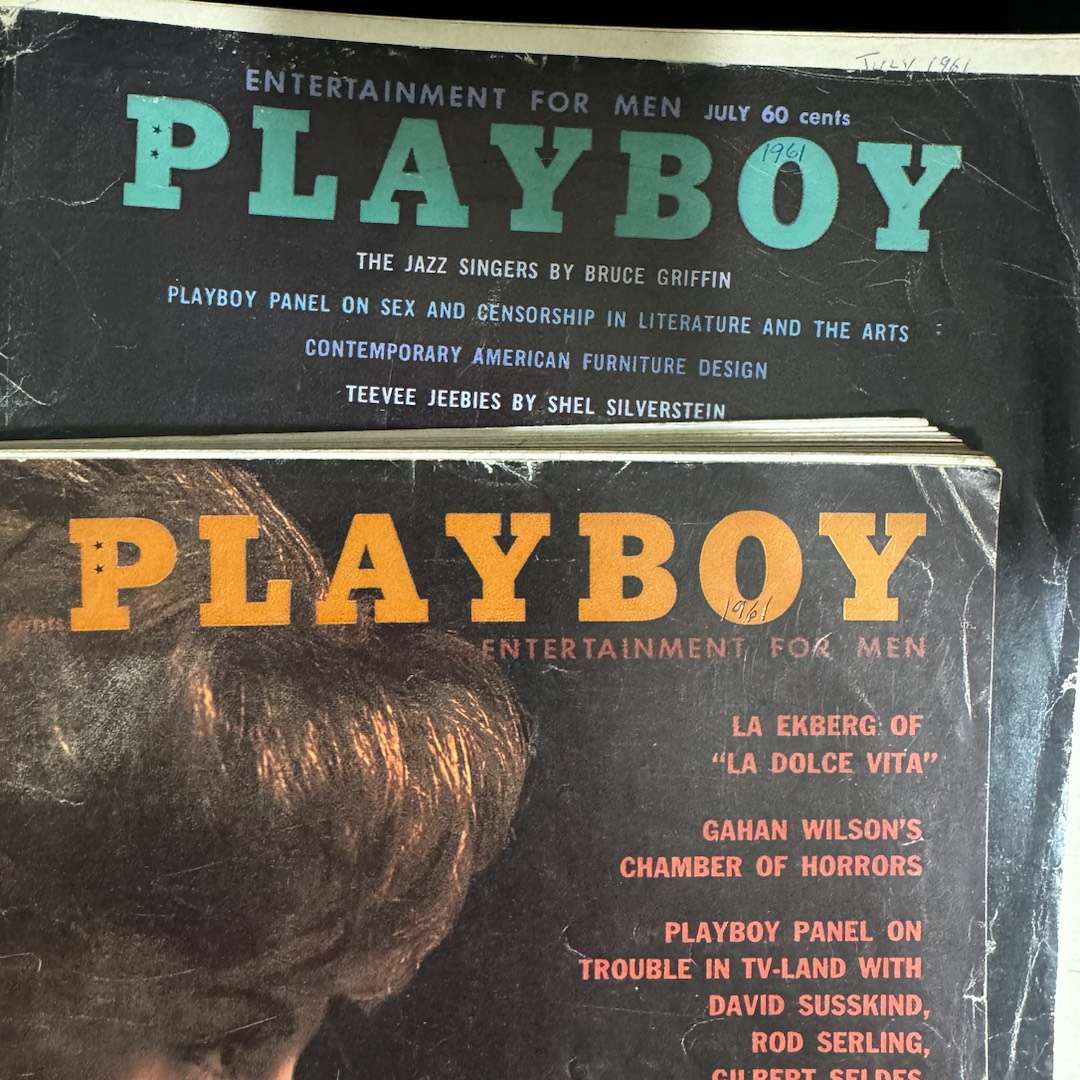 July 1961
ENTERTAINMENT FOR MEN JULY 60 cents
PLAYBOY
1961
THE JAZZ SINGERS BY BRUCE GRIFFIN
PLAYBOY PANEL ON SEX AND CENSORSHIP IN LITERATURE AND THE ARTS
CONTEMPORARY AMERICAN FURNITURE DESIGN
TEEVEE JEEBIES BY SHEL SILVERSTEIN
PLAYBOY
1961
cents
ENTERTAINMENT FOR MEN
LA EKBERG OF
“LA DOLCE VITA”
GAHAN WILSON'S
CHAMBER OF HORRORS
PLAYBOY PANEL ON
TROUBLE IN TV-LAND WITH
DAVID SUSSKIND,
ROD SERLING,
GILBERT SELDES